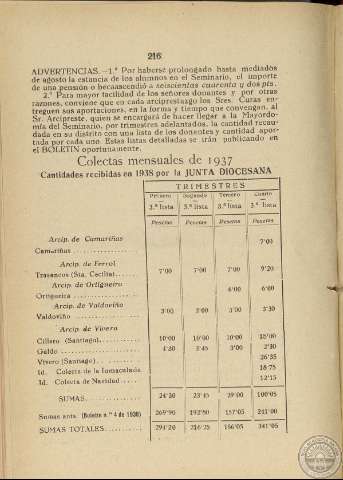 216
ADVERTENCIAS.—1.ª Por haberse prolongado hasta mediados
de agosto la estancia de los alumnos en el Seminario, el importe
de una pensión o beca ascendió a seiscientas cuarenta y dos pts.
2.ª Para mayor facilidad de los señores donantes y por otras
razones, conviene que en cada arciprestazgo los Sres. Curas en-
treguen sus aportaciones, en la forma y tiempo que convengan, al
Sr. Arcipreste, quien se encargará de hacer llegar a la Mayordo-
mía del Seminario, por trimestres adelantados, la cantidad recau-
dada en su distrito con una lista de los donantes y cantidad apor-
tada por cada uno. Estas listas detalladas se irán publicando en
el BOLETIN oportunamente.
Colectas mensuales de 1937
Cantidades recibidas en 1938 por la JUNTA DIOCESANA
TRIMESTRES
Primero Segundo Tercero Cuarto
3.ª lista 3.ª lista 3.ª lista 3.ª lista
Pesetas Pesetas Pesetas Pesetas
Arcip. de Camariñas
Camariñas 7'00
Arcip. de Ferrol
Trasancos (Sta. Cecilia) 7'00 7'00 7'00 9'20
Arcip. de Ortigueira
Ortigueira 4'00 6'00
Arcip. de Valdoviño
Valdoviño 3'00 3'00 3'00 3'30
Arcip. de Vivero
Cillero (Santiago) 10'00 10'00 10'00
Galdo 4'30 3'45 5'00 2'30
Vivero (Santiago) 26'35
Id. Colecta de la Inmaculada 18'75
Id. Colecta de Navidad 12'15
SUMAS 24'30 23'45 29'00 100'05
Sumas ants. (Boletín n.º 4 de 1938) 269'90 192'80 157'05 241'00
SUMAS TOTALES 294'20 216'25 341'05